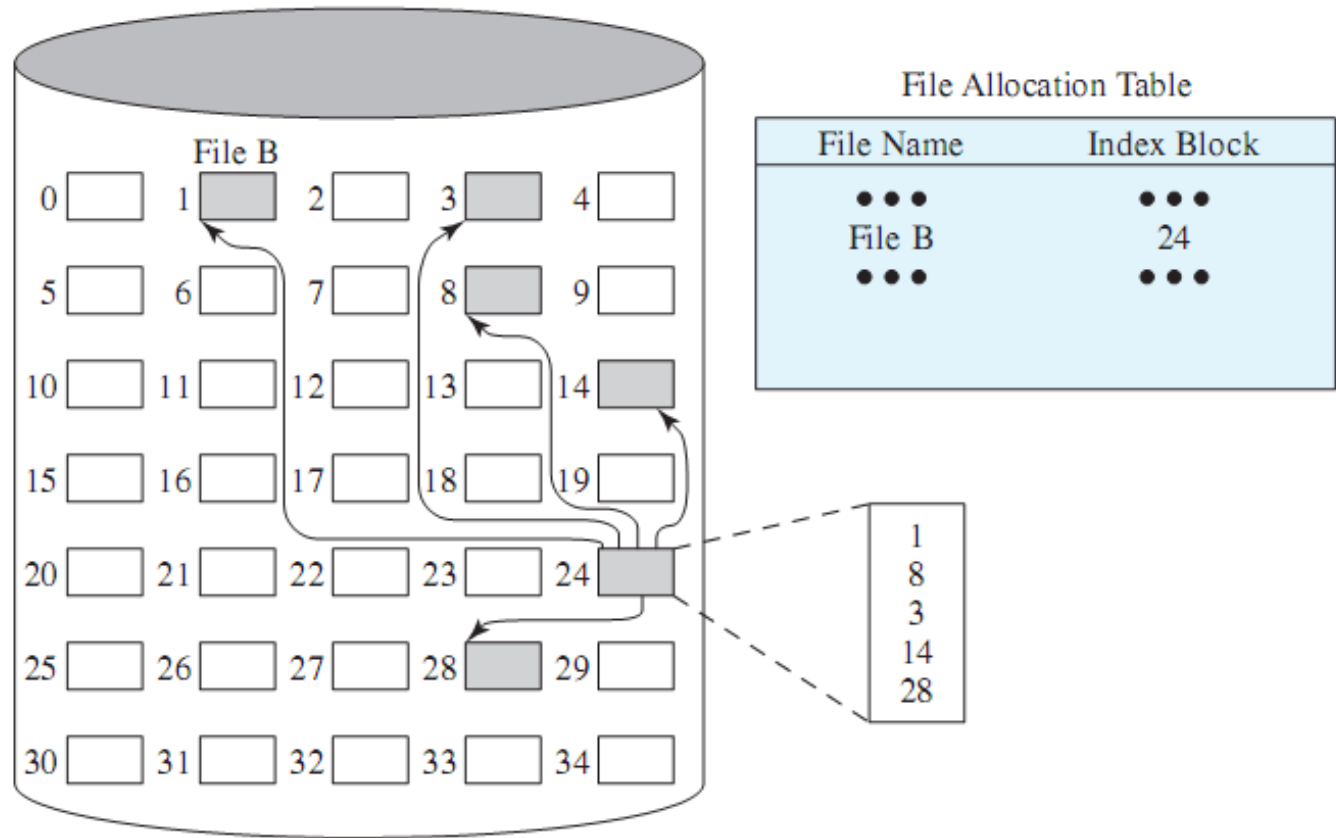 File B
0 1 2 3 4
5 6 7 8 9
10 11 12 13 14
15 16 17 18 19
20 21 22 23 24
25 26 27 28 29
30 31 32 33 34
File Allocation Table
File Name Index Block
● ● ● ● ● ●
File B 24
● ● ● ● ● ●
1
8
3
14
28